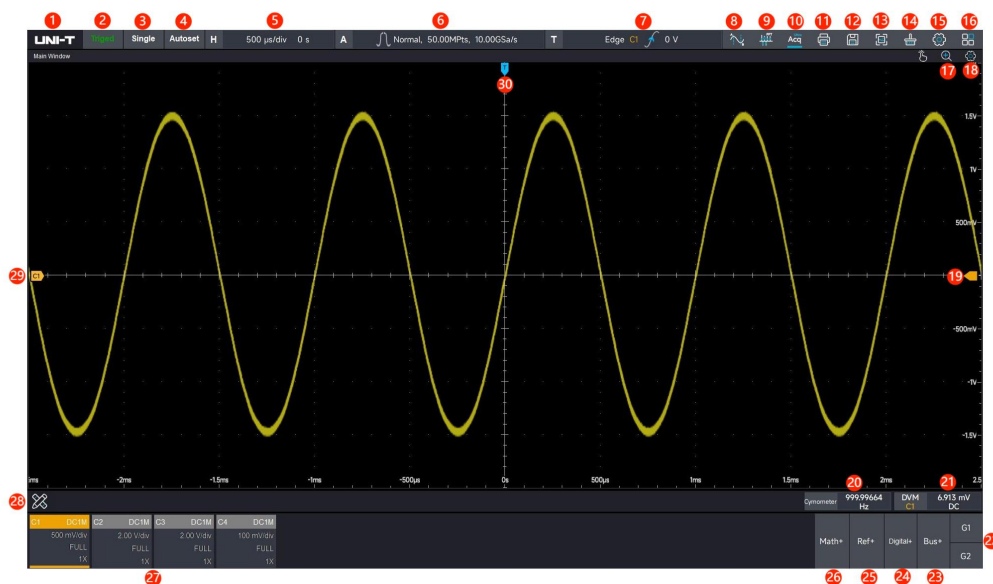 1 2 3 4 5 6 7 8 9 10 11 12 13 14 15 16
UNI-T Triged Single Autoset H 500 μs/div 0 s A Normal, 50.00MPts, 10.00GSa/s T Edge C1 0 V Acq
Main Window
17 18
T
30
1.5V
1V
500mV
29 C1 19
-500mV
-1V
-1.5V
-2ms -1.5ms -1ms -500μs 0s 500μs 1ms 1.5ms 2ms 2.5
28 Cymometer 20 999.99664 Hz DVM C1 21 6.913 mV DC
C1 DC1M C2 DC1M C3 DC1M C4 DC1M
500 mV/div 2.00 V/div 2.00 V/div 100 mV/div
FULL FULL FULL FULL
1X 1X 1X 1X
Math+ Ref+ Digital+ Bus+ G1
G2
27 26 25 24 23